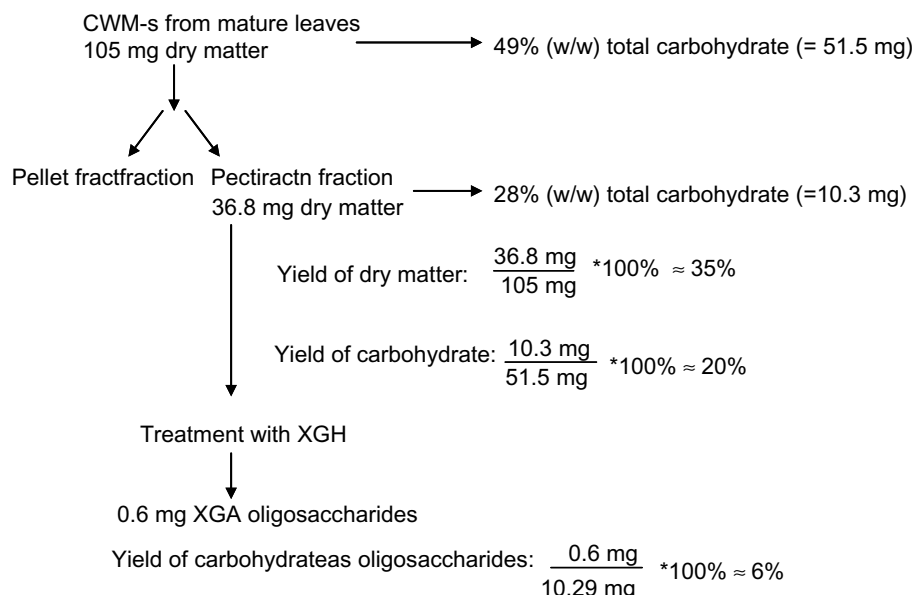 CWM-s from mature leaves
105 mg dry matter
49% (w/w) total carbohydrate (= 51.5 mg)
Pellet fractfraction
Pectiractn fraction
36.8 mg dry matter
28% (w/w) total carbohydrate (=10.3 mg)
Yield of dry matter: 36.8 mg *100% ≈ 35%
105 mg
Yield of carbohydrate: 10.3 mg *100% ≈ 20%
51.5 mg
Treatment with XGH
0.6 mg XGA oligosaccharides
Yield of carbohydrateas oligosaccharides: 0.6 mg *100% ≈ 6%
10.29 mg